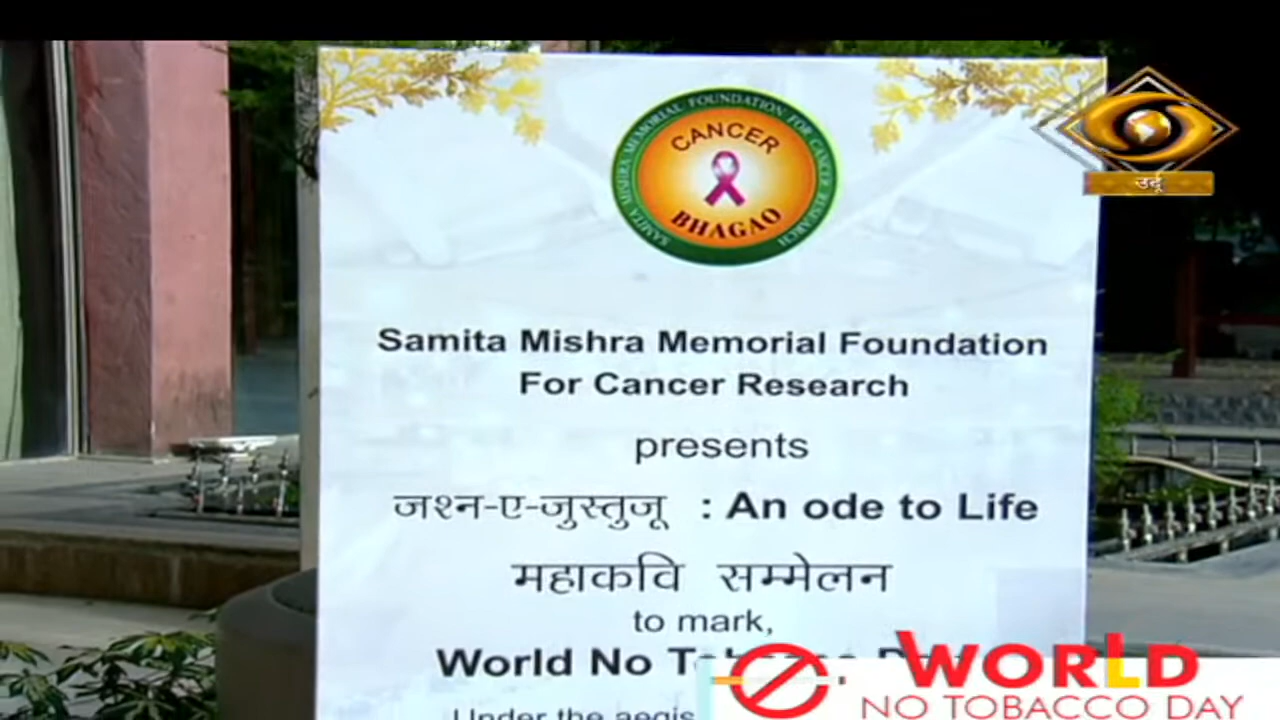 SAMITA MISHRA MEMORIAL FOUNDATION FOR CANCER RESEARCH
CANCER
BHAGAO
उर्दू
Samita Mishra Memorial Foundation
For Cancer Research
presents
जश्न-ए-जुस्तुजू : An ode to Life
महाकवि सम्मेलन
to mark,
World No
Under the aegis
WORLD
NO TOBACCO DAY